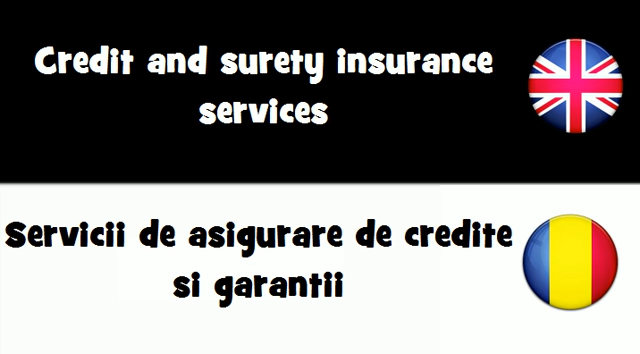 Credit and surety insurance
services
Servicii de asigurare de credite
si garantii